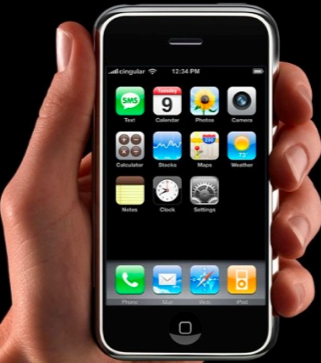 cingular 12:34 PM
SMS Tuesday 9
Text Calendar Photos Camera
Calculator Stocks Maps Weather
Notes Clock Settings
Phone Mail Web iPod